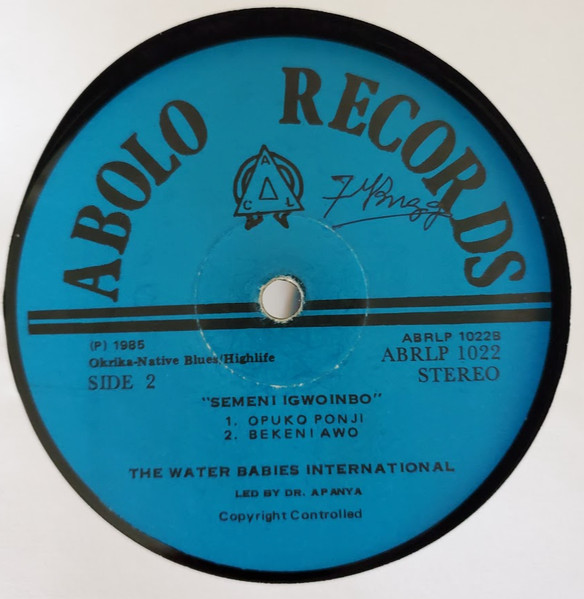 ABOLO RECORDS
A
C L
(P) 1985
Okrika-Native Blues/Highlife
SIDE 2
ABRLP 1022B
ABRLP 1022
STEREO
"SEMENI IGWOINBO"
1. OPUKO PONJI
2. BEKENI AWO
THE WATER BABIES INTERNATIONAL
LED BY DR. APANYA
Copyright Controlled